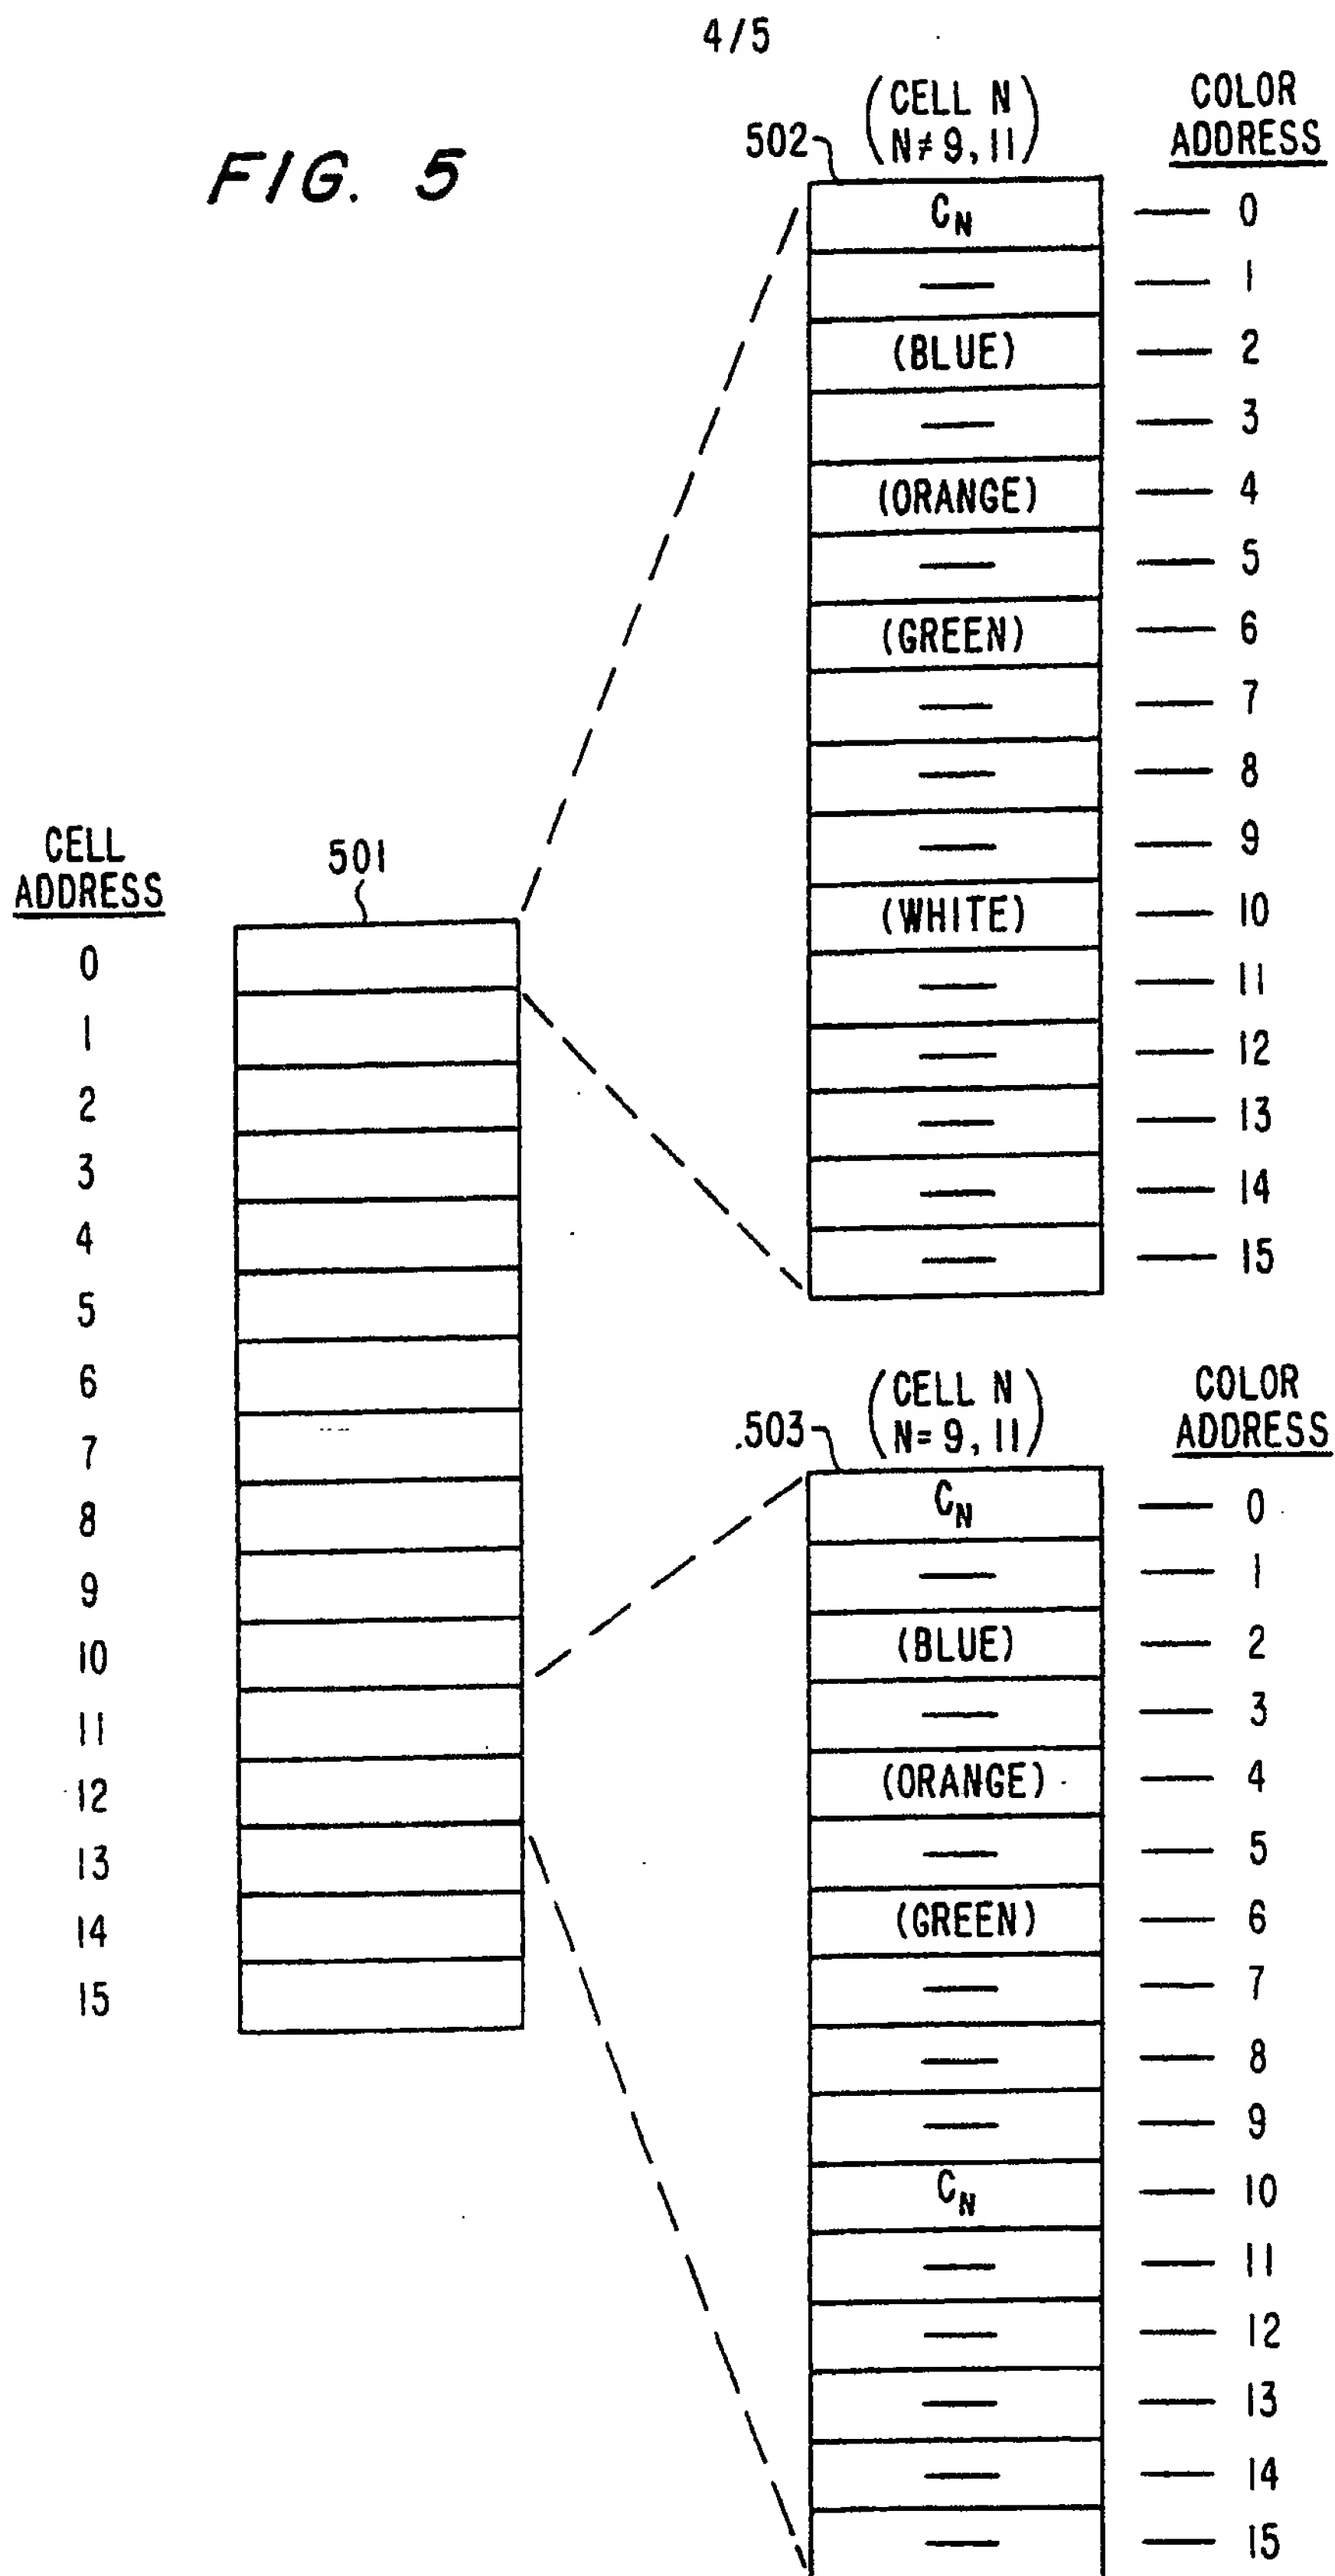 4/5
FIG. 5
502
(CELL N
N≠9, 11)
COLOR
ADDRESS
C_N — 0
— — 1
(BLUE) — 2
— — 3
(ORANGE) — 4
— — 5
(GREEN) — 6
— — 7
— — 8
— — 9
(WHITE) — 10
— — 11
— — 12
— — 13
— — 14
— — 15
CELL
ADDRESS
501
0
1
2
3
4
5
6
7
8
9
10
11
12
13
14
15
503
(CELL N
N=9, 11)
COLOR
ADDRESS
C_N — 0
— — 1
(BLUE) — 2
— — 3
(ORANGE) — 4
— — 5
(GREEN) — 6
— — 7
— — 8
— — 9
C_N — 10
— — 11
— — 12
— — 13
— — 14
— — 15